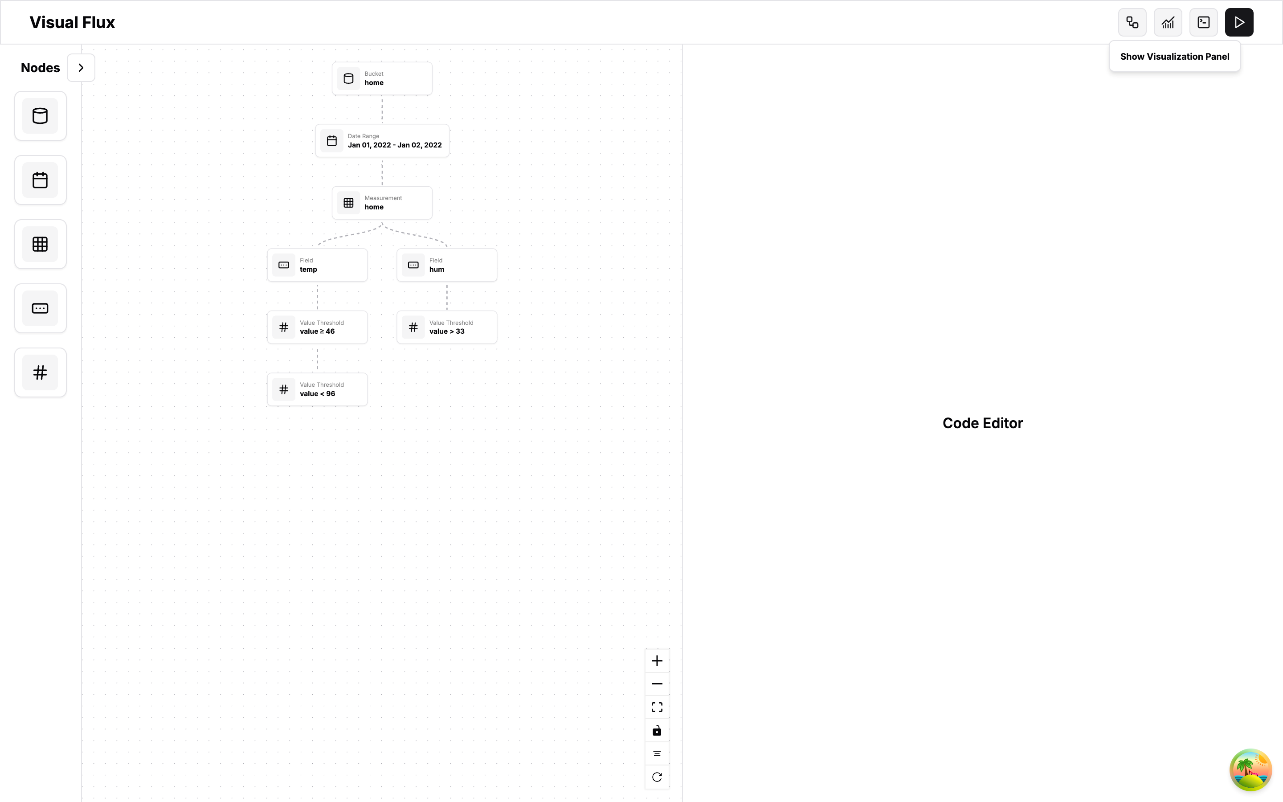 Visual Flux
Show Visualization Panel
Nodes
Bucket
home
Date Range
Jan 01, 2022 - Jan 02, 2022
Measurement
home
Field
temp
Field
hum
Value Threshold
value ≥ 46
Value Threshold
value > 33
Value Threshold
value < 96
Code Editor